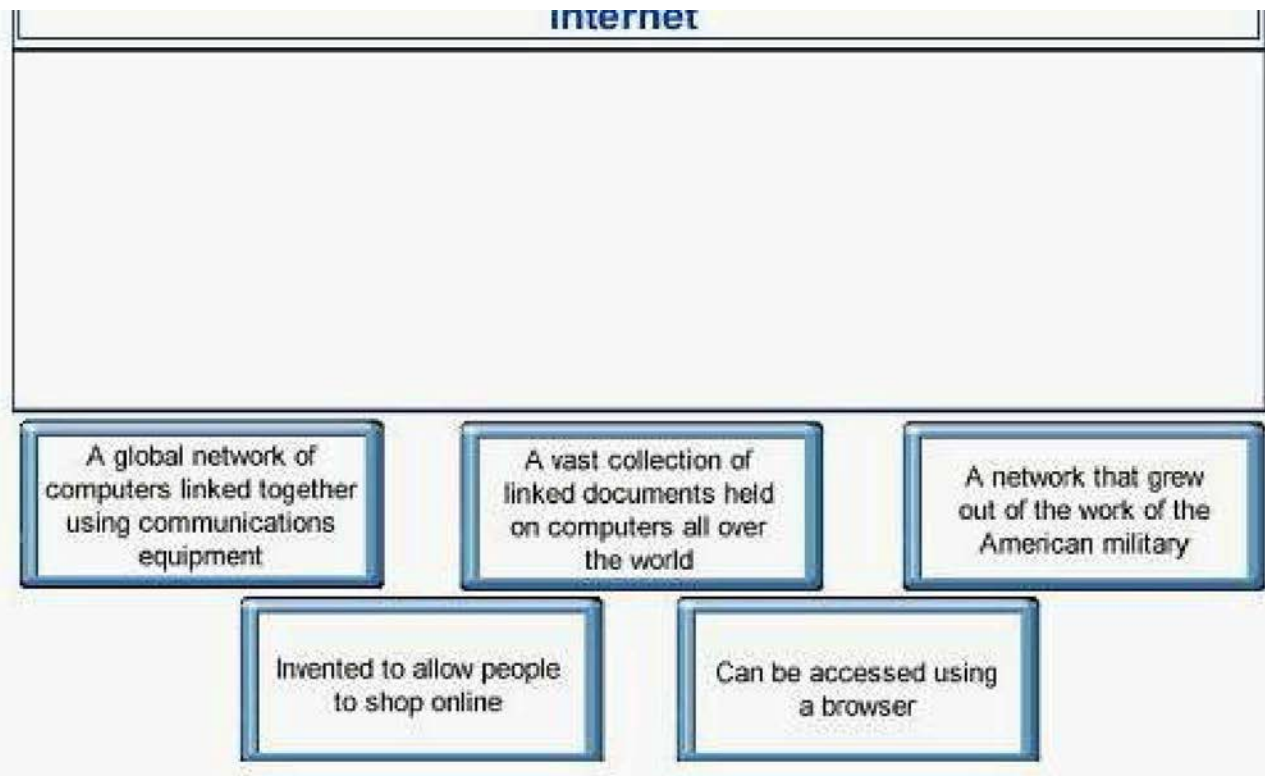 Internet
A global network of
computers linked together
using communications
equipment
A vast collection of
linked documents held
on computers all over
the world
A network that grew
out of the work of the
American military
Invented to allow people
to shop online
Can be accessed using
a browser